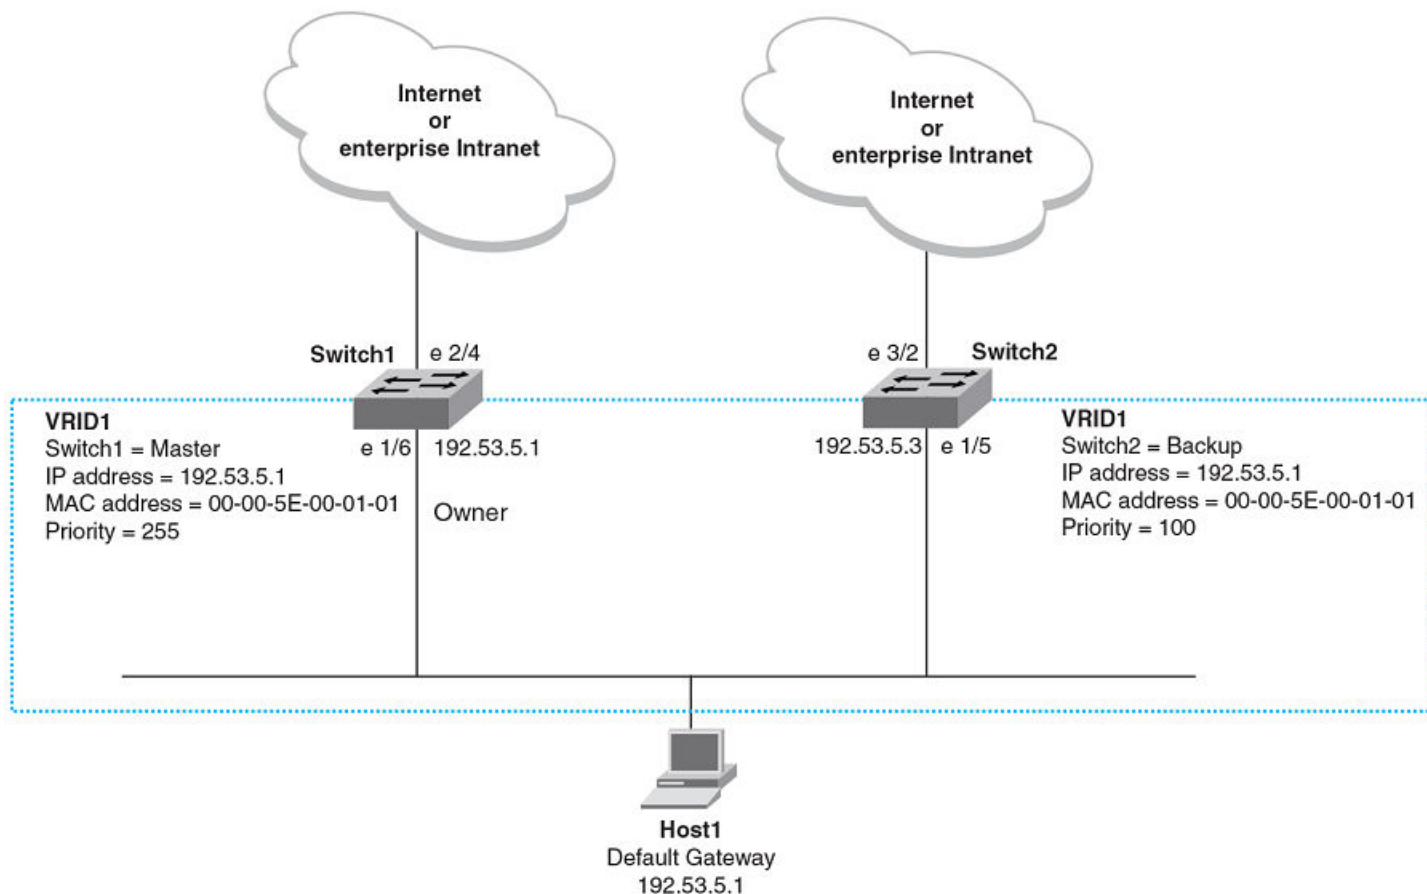 Internet
or
enterprise Intranet
Internet
or
enterprise Intranet
Switch1
e 2/4
e 3/2
Switch2
VRID1
Switch1 = Master
IP address = 192.53.5.1
MAC address = 00-00-5E-00-01-01
Priority = 255
e 1/6
192.53.5.1
Owner
192.53.5.3
e 1/5
VRID1
Switch2 = Backup
IP address = 192.53.5.1
MAC address = 00-00-5E-00-01-01
Priority = 100
Host1
Default Gateway
192.53.5.1